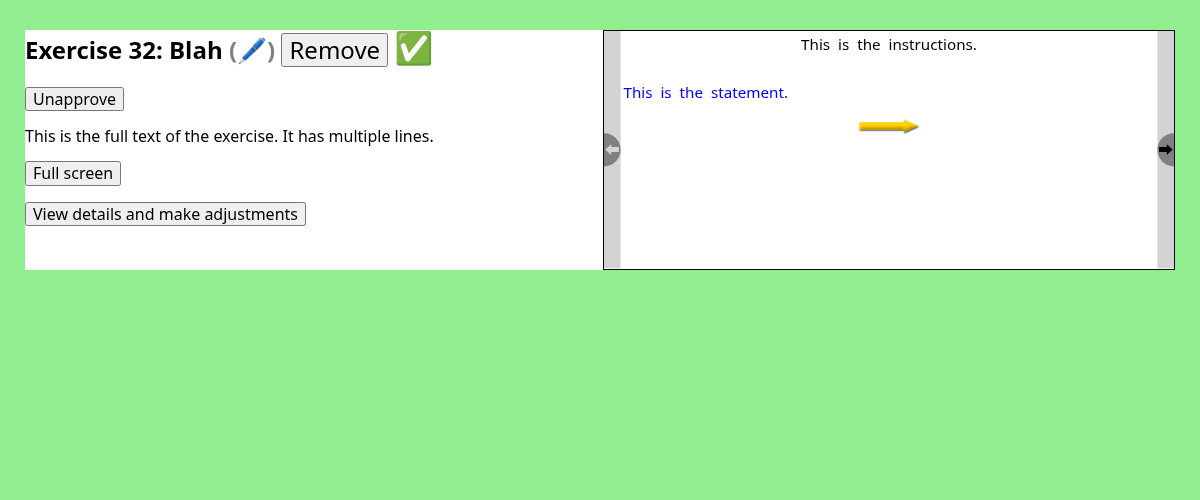 Exercise 32: Blah (🖊️) Remove ✅
Unapprove
This is the full text of the exercise. It has multiple lines.
Full screen
View details and make adjustments
This is the instructions.
This is the statement.